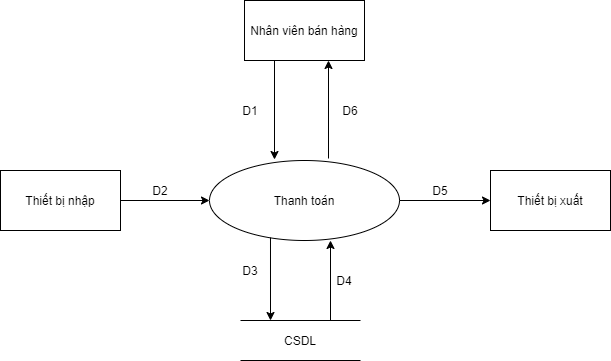 Nhân viên bán hàng
D1
D6
Thiết bị nhập
D2
Thanh toán
D5
Thiết bị xuất
D3
D4
CSDL